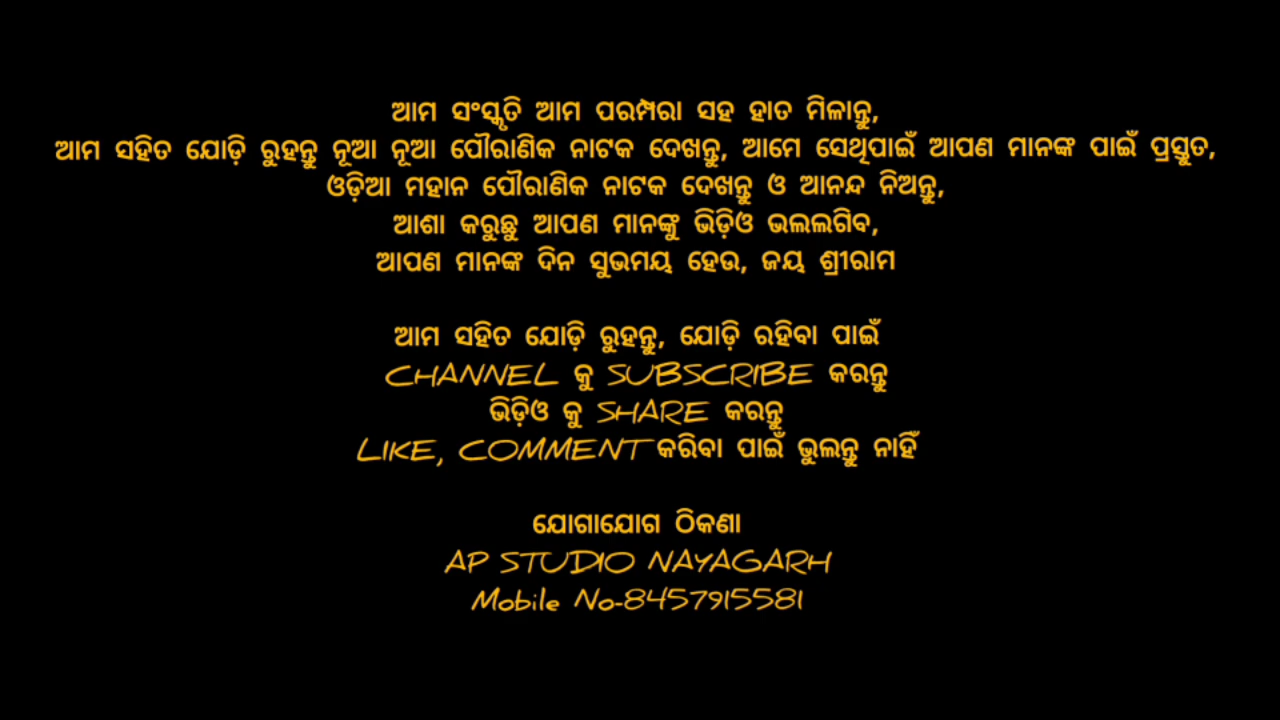 ଆମ ସଂସ୍କୃତି ଆମ ପରମ୍ପରା ସହ ହାତ ମିଳାନ୍ତୁ,
ଆମ ସହିତ ଯୋଡ଼ି ରୁହନ୍ତୁ ନୂଆ ନୂଆ ପୌରାଣିକ ନାଟକ ଦେଖନ୍ତୁ, ଆମେ ସେଥିପାଇଁ ଆପଣ ମାନଙ୍କ ପାଇଁ ପ୍ରସ୍ତୁତ,
ଓଡ଼ିଆ ମହାନ ପୌରାଣିକ ନାଟକ ଦେଖନ୍ତୁ ଓ ଆନନ୍ଦ ନିଅନ୍ତୁ,
ଆଶା କରୁଛୁ ଆପଣ ମାନଙ୍କୁ ଭିଡ଼ିଓ ଭଲଲଗିବ,
ଆପଣ ମାନଙ୍କ ଦିନ ସୁଭମୟ ହେଉ, ଜୟ ଶ୍ରୀରାମ
ଆମ ସହିତ ଯୋଡ଼ି ରୁହନ୍ତୁ, ଯୋଡ଼ି ରହିବା ପାଇଁ
CHANNEL କୁ SUBSCRIBE କରନ୍ତୁ
ଭିଡ଼ିଓ କୁ SHARE କରନ୍ତୁ
LIKE, COMMENT କରିବା ପାଇଁ ଭୁଲନ୍ତୁ ନାହିଁ
ଯୋଗାଯୋଗ ଠିକଣା
AP STUDIO NAYAGARH
Mobile No-8457915581